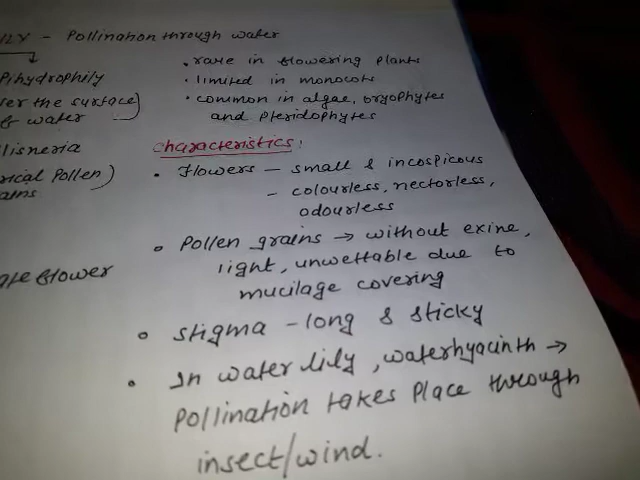 ILY - Pollination through water
Pihydrophily
er the surface)
& water
lisneria
rical Pollen)
ains
ale flower
• rare in flowering plants
• limited in monocots
• common in algae, bryophytes
and pteridophytes
Characteristics:
• Flowers - small & incospicous
- colourless, nectorless,
odourless
• Pollen grains → without exine,
light, unwettable due to
mucilage covering
• Stigma - long & sticky
• In water lily, waterhyacinth →
pollination takes place through
insect/wind.